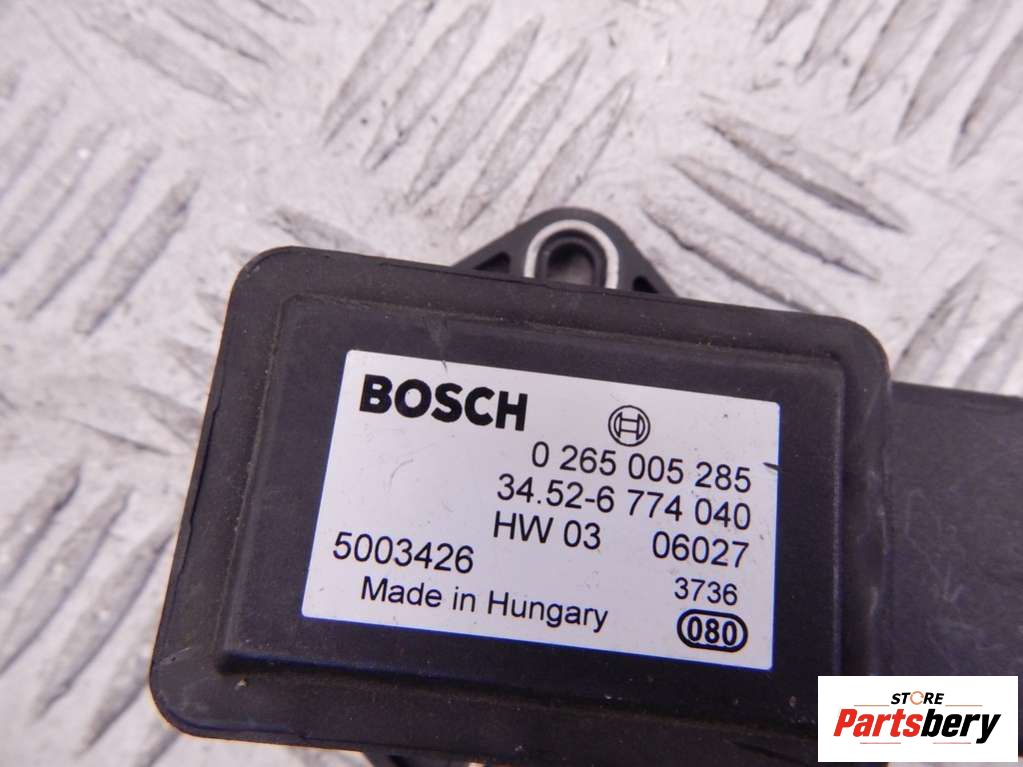 BOSCH
0 265 005 285
34.52-6 774 040
HW 03 06027
5003426
3736
Made in Hungary
080
STORE
Partsbery